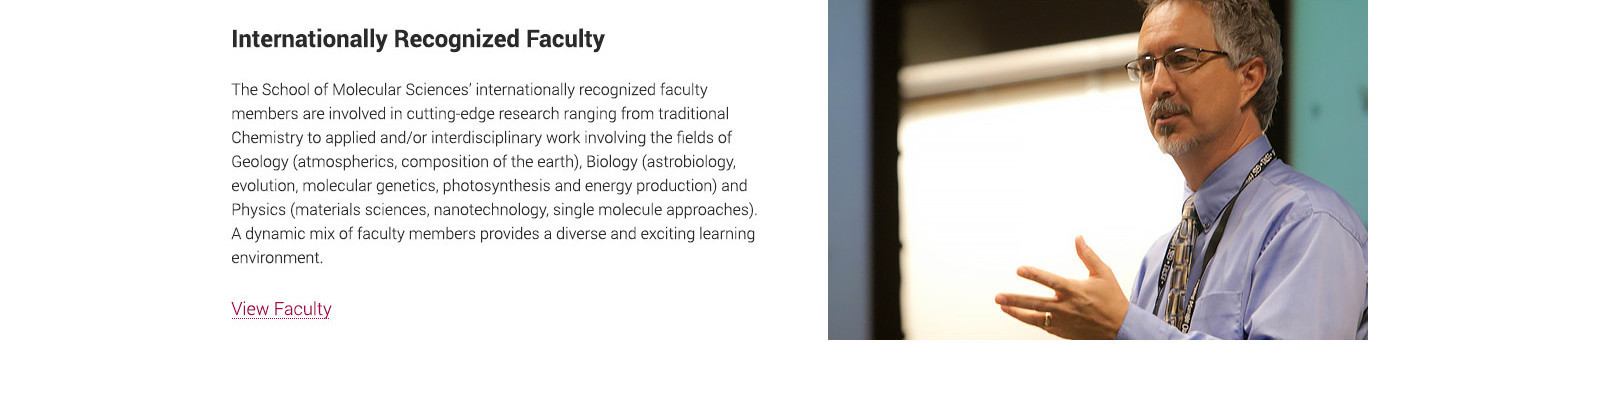 Internationally Recognized Faculty
The School of Molecular Sciences’ internationally recognized faculty
members are involved in cutting-edge research ranging from traditional
Chemistry to applied and/or interdisciplinary work involving the fields of
Geology (atmospherics, composition of the earth), Biology (astrobiology,
evolution, molecular genetics, photosynthesis and energy production) and
Physics (materials sciences, nanotechnology, single molecule approaches).
A dynamic mix of faculty members provides a diverse and exciting learning
environment.
View Faculty